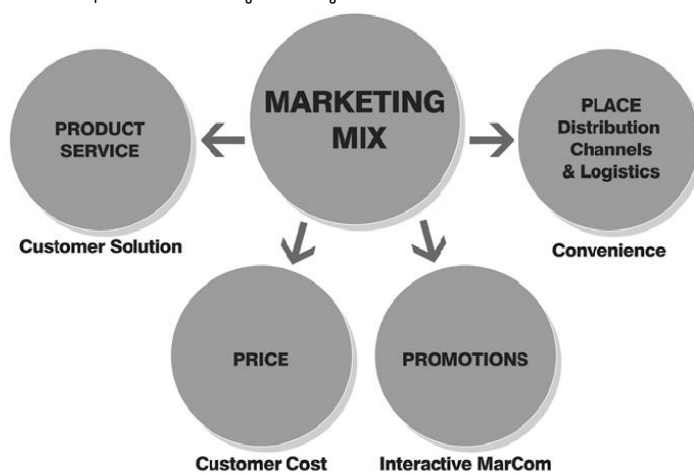 MARKETING
MIX
PRODUCT
SERVICE
Customer Solution
PLACE
Distribution
Channels
& Logistics
Convenience
PRICE
Customer Cost
PROMOTIONS
Interactive MarCom